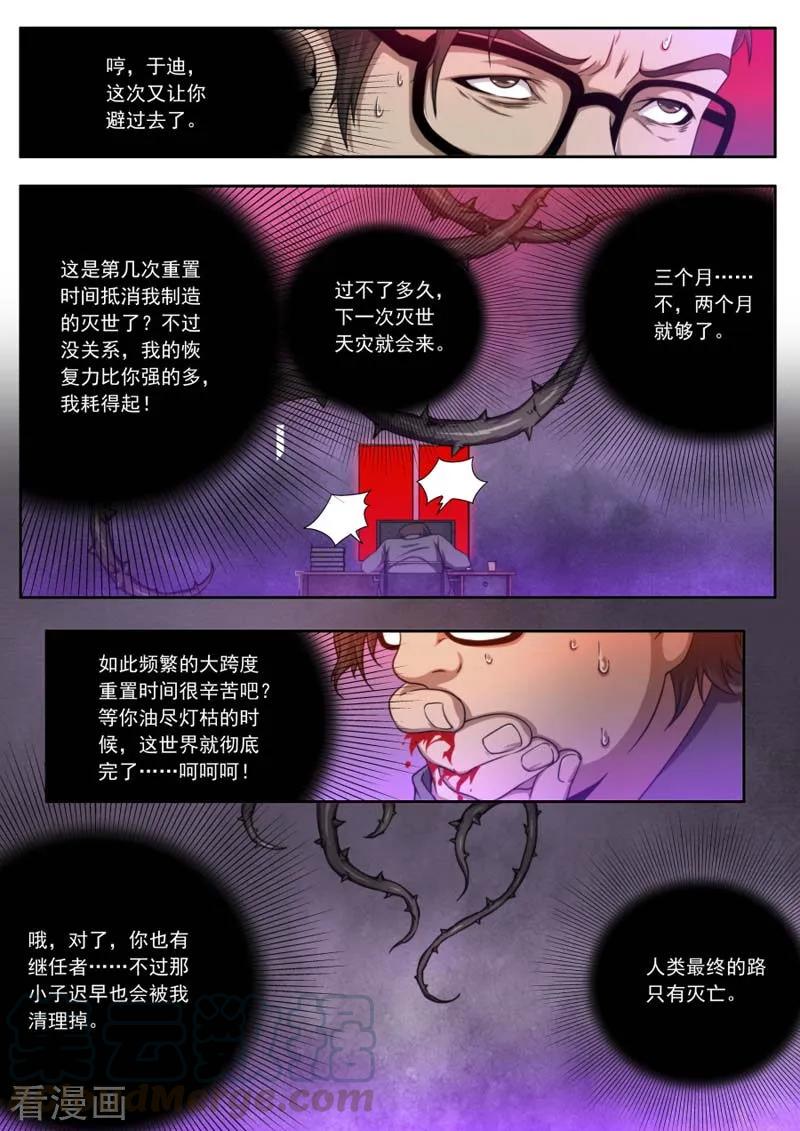 哼，于迪，
这次又让你
避过去了。
这是第几次重置
时间抵消我制造
的灭世了？不过
没关系，我的恢
复力比你强的多，
我耗得起！
过不了多久，
下一次灭世
天灾就会来。
三个月……
不，两个月
就够了。
如此频繁的大跨度
重置时间很辛苦吧？
等你油尽灯枯的时
候，这世界就彻底
完了……呵呵呵！
哦，对了，你也有
继任者……不过那
小子迟早也会被我
清理掉。
人类最终的路
只有灭亡。
集云数据
DataMerge.com
看漫画